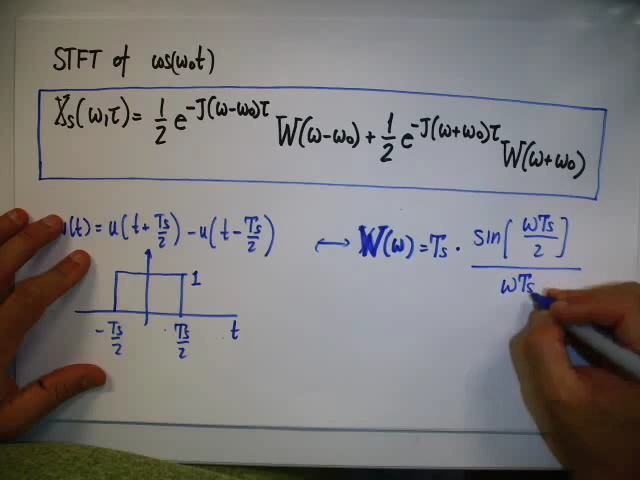 STFT of cos(ω₀t)
X_s(ω,τ) = 1/2 e^{-J(ω-ω₀)τ} W(ω-ω₀) + 1/2 e^{-J(ω+ω₀)τ} W(ω+ω₀)
(t) = u(t + Ts/2) - u(t - Ts/2) ↔ W(ω) = Ts · sin[ωTs/2] / ωTs
1
-Ts/2 Ts/2 t